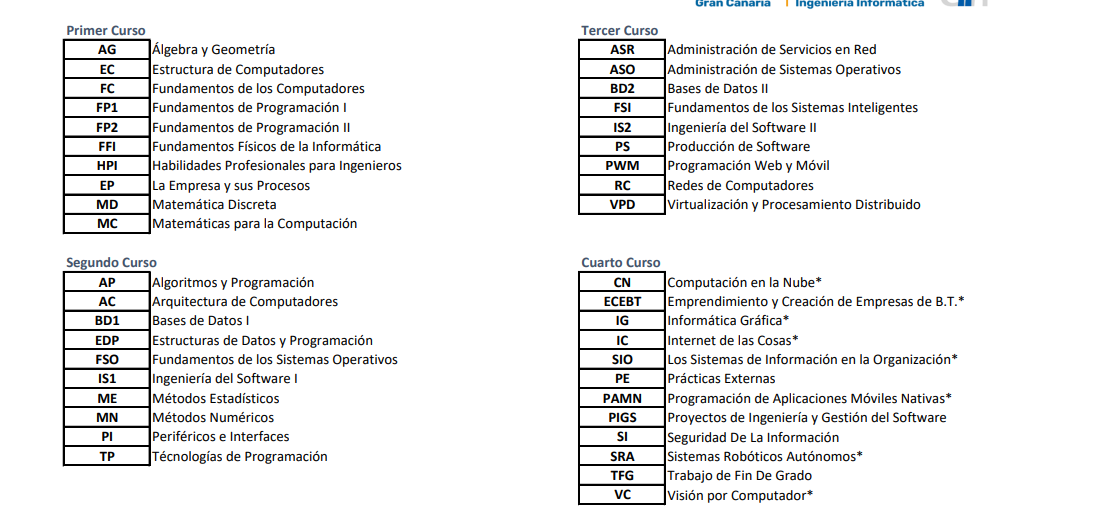 Gran Canaria | Ingeniería Informática
Primer Curso
AG Álgebra y Geometría
EC Estructura de Computadores
FC Fundamentos de los Computadores
FP1 Fundamentos de Programación I
FP2 Fundamentos de Programación II
FFI Fundamentos Físicos de la Informática
HPI Habilidades Profesionales para Ingenieros
EP La Empresa y sus Procesos
MD Matemática Discreta
MC Matemáticas para la Computación
Segundo Curso
AP Algoritmos y Programación
AC Arquitectura de Computadores
BD1 Bases de Datos I
EDP Estructuras de Datos y Programación
FSO Fundamentos de los Sistemas Operativos
IS1 Ingeniería del Software I
ME Métodos Estadísticos
MN Métodos Numéricos
PI Periféricos e Interfaces
TP Técnologías de Programación
Tercer Curso
ASR Administración de Servicios en Red
ASO Administración de Sistemas Operativos
BD2 Bases de Datos II
FSI Fundamentos de los Sistemas Inteligentes
IS2 Ingeniería del Software II
PS Producción de Software
PWM Programación Web y Móvil
RC Redes de Computadores
VPD Virtualización y Procesamiento Distribuido
Cuarto Curso
CN Computación en la Nube*
ECEBT Emprendimiento y Creación de Empresas de B.T.*
IG Informática Gráfica*
IC Internet de las Cosas*
SIO Los Sistemas de Información en la Organización*
PE Prácticas Externas
PAMN Programación de Aplicaciones Móviles Nativas*
PIGS Proyectos de Ingeniería y Gestión del Software
SI Seguridad De La Información
SRA Sistemas Robóticos Autónomos*
TFG Trabajo de Fin De Grado
VC Visión por Computador*